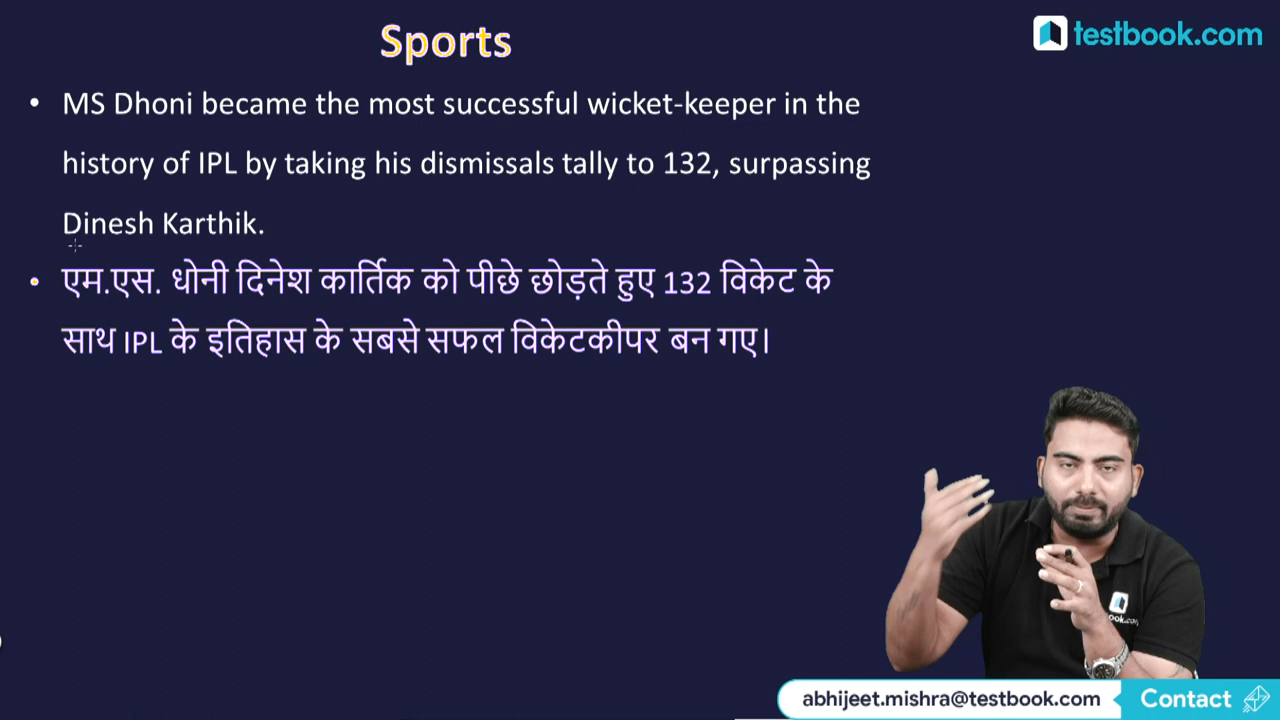 Sports
testbook.com
• MS Dhoni became the most successful wicket-keeper in the
history of IPL by taking his dismissals tally to 132, surpassing
Dinesh Karthik.
• एम.एस. धोनी दिनेश कार्तिक को पीछे छोड़ते हुए 132 विकेट के
साथ IPL के इतिहास के सबसे सफल विकेटकीपर बन गए।
book.com
abhijeet.mishra@testbook.com
Contact